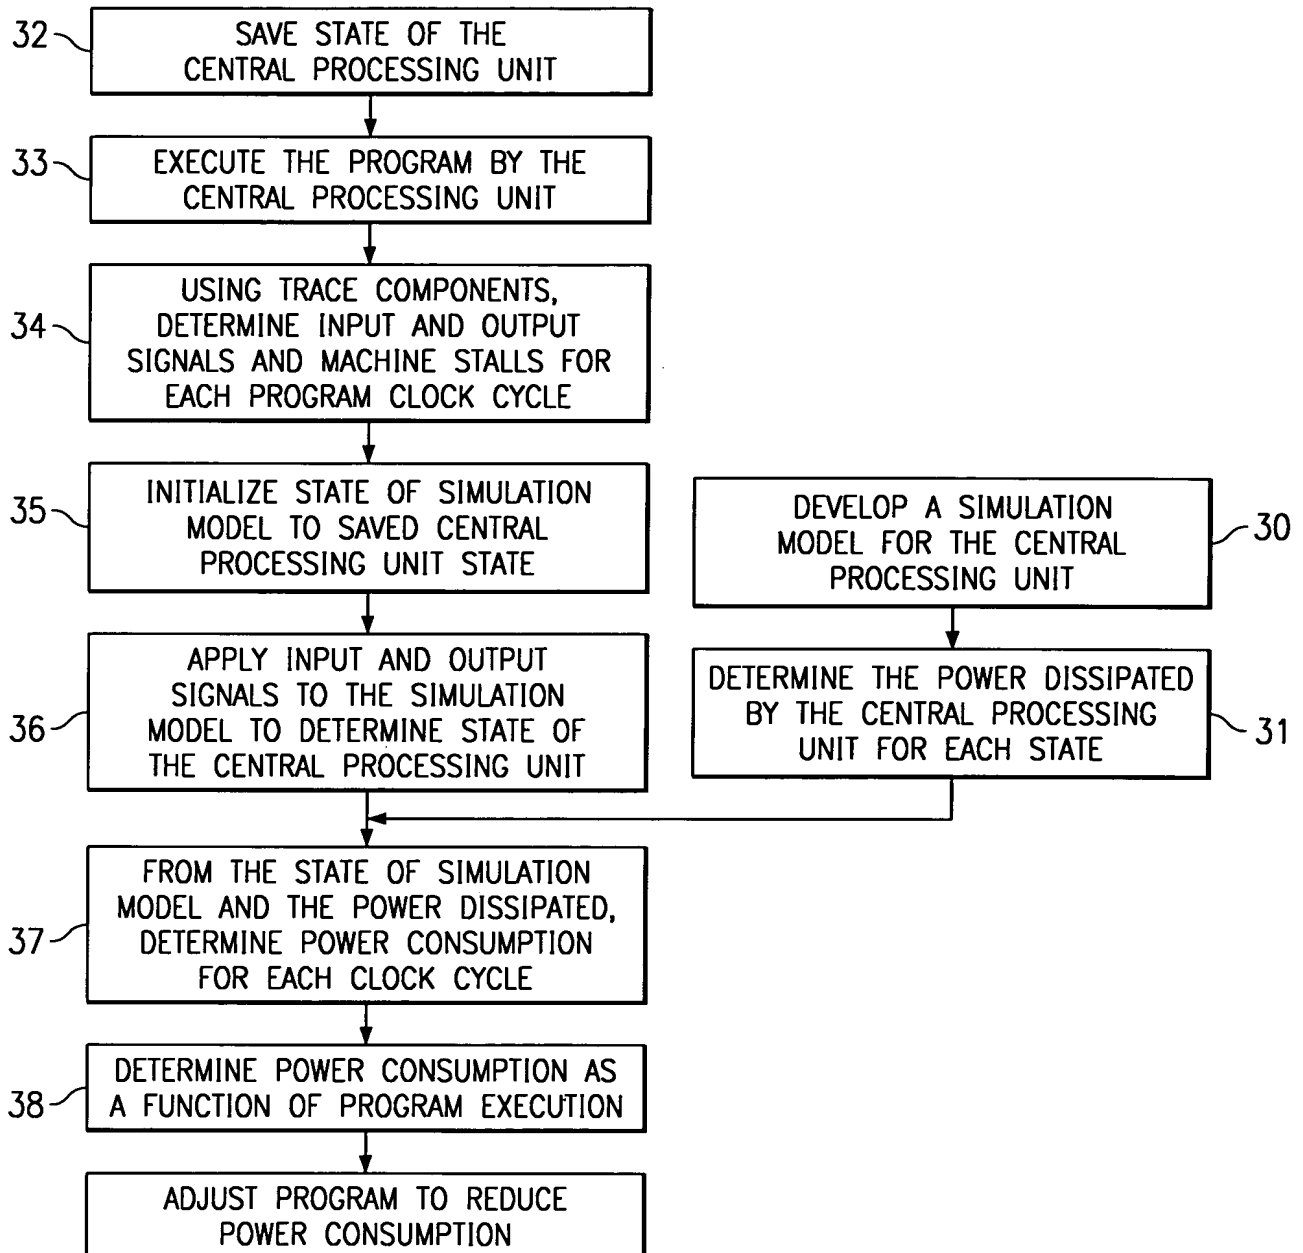 32
SAVE STATE OF THE
CENTRAL PROCESSING UNIT
33
EXECUTE THE PROGRAM BY THE
CENTRAL PROCESSING UNIT
34
USING TRACE COMPONENTS,
DETERMINE INPUT AND OUTPUT
SIGNALS AND MACHINE STALLS FOR
EACH PROGRAM CLOCK CYCLE
35
INITIALIZE STATE OF SIMULATION
MODEL TO SAVED CENTRAL
PROCESSING UNIT STATE
DEVELOP A SIMULATION
MODEL FOR THE CENTRAL
PROCESSING UNIT
30
36
APPLY INPUT AND OUTPUT
SIGNALS TO THE SIMULATION
MODEL TO DETERMINE STATE OF
THE CENTRAL PROCESSING UNIT
DETERMINE THE POWER DISSIPATED
BY THE CENTRAL PROCESSING
UNIT FOR EACH STATE
31
37
FROM THE STATE OF SIMULATION
MODEL AND THE POWER DISSIPATED,
DETERMINE POWER CONSUMPTION
FOR EACH CLOCK CYCLE
38
DETERMINE POWER CONSUMPTION AS
A FUNCTION OF PROGRAM EXECUTION
ADJUST PROGRAM TO REDUCE
POWER CONSUMPTION